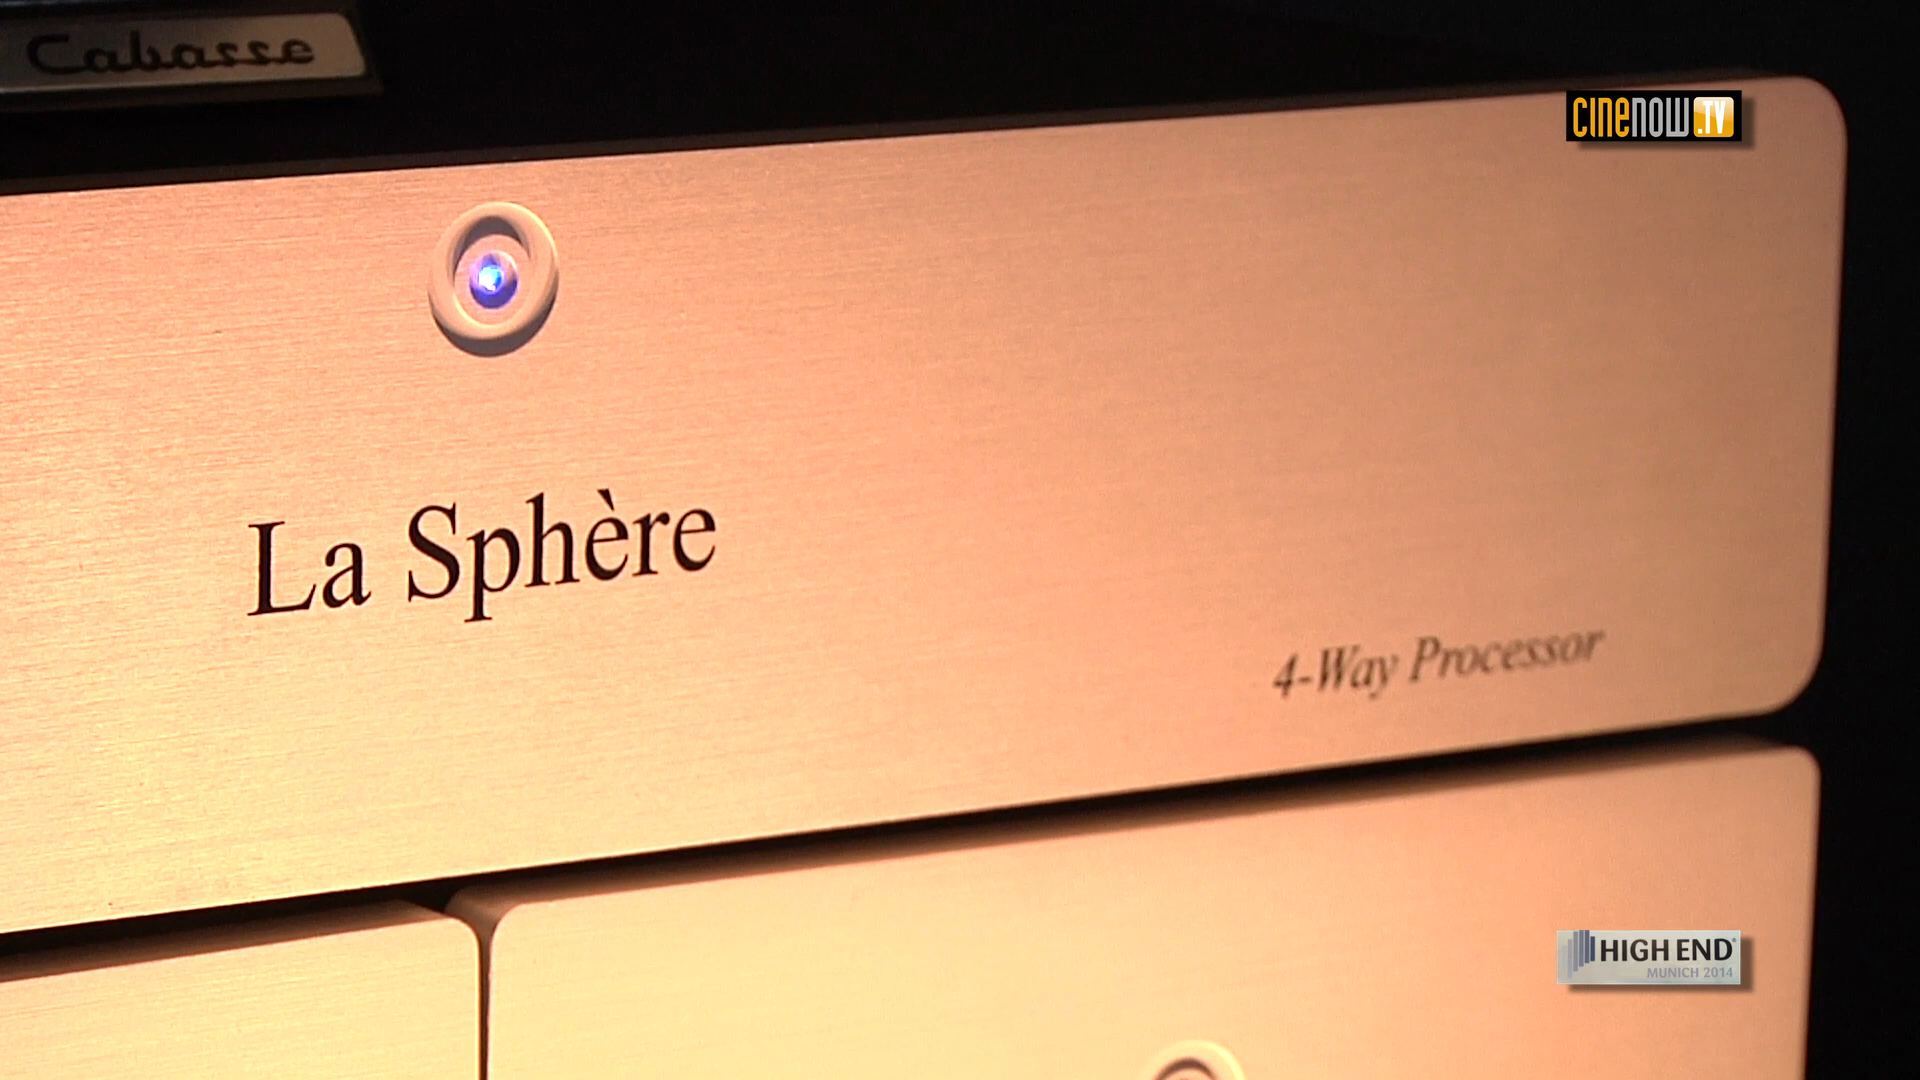 Cabasse
CINENOW.TV
La Sphère
4-Way Processor
HIGH END
MUNICH 2014